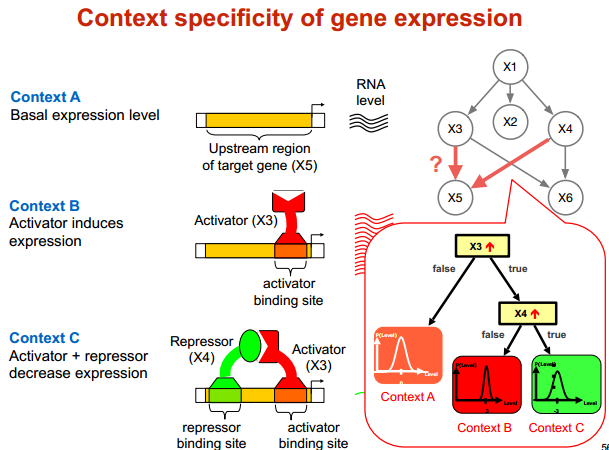 Context specificity of gene expression
Context A
Basal expression level
Upstream region
of target gene (X5)
RNA
level
X1
X3
X2
X4
?
X5
X6
Context B
Activator induces
expression
Activator (X3)
activator
binding site
Context C
Activator + repressor
decrease expression
Repressor
(X4)
Activator
(X3)
repressor
binding site
activator
binding site
X3
false
true
X4
false
true
P(Level)
Level
Context A
P(Level)
Level
Context B
P(Level)
Level
Context C
56